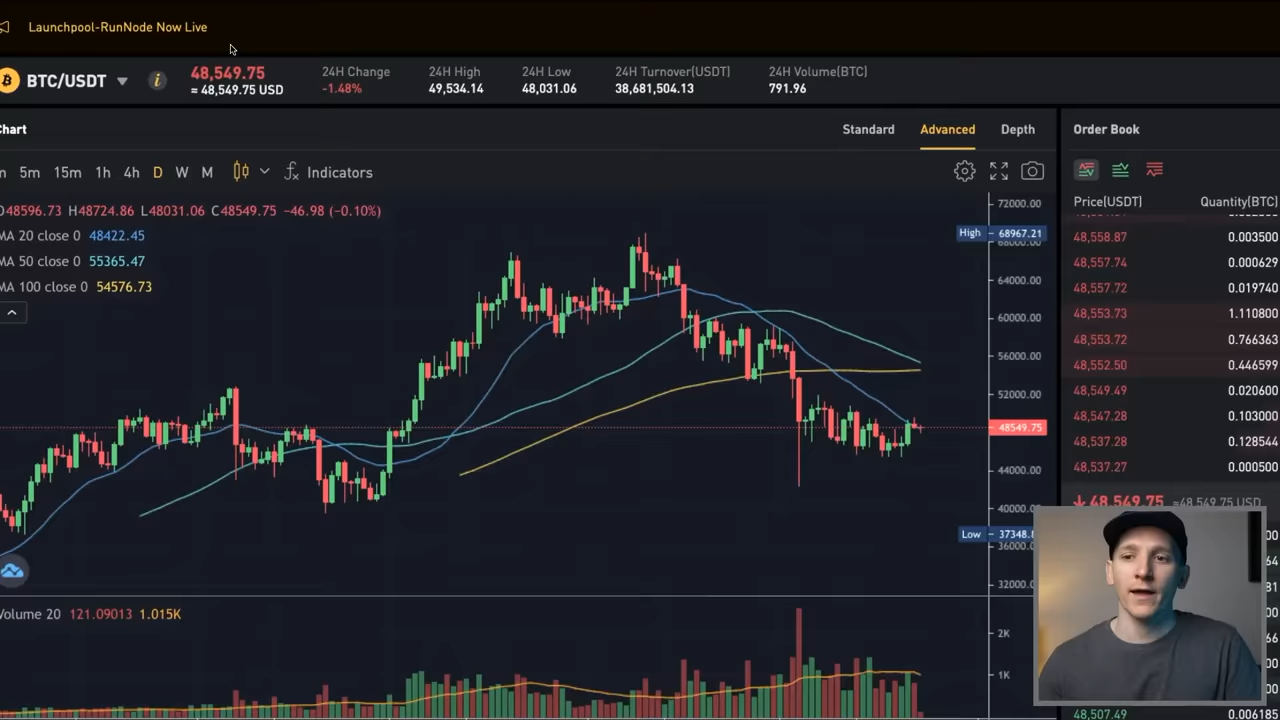 Launchpool-RunNode Now Live
BTC/USDT
i
48,549.75
≈ 48,549.75 USD
24H Change
-1.48%
24H High
49,534.14
24H Low
48,031.06
24H Turnover(USDT)
38,681,504.13
24H Volume(BTC)
791.96
Chart
Standard
Advanced
Depth
5m 15m 1h 4h D W M Indicators
O48596.73 H48724.86 L48031.06 C48549.75 -46.98 (-0.10%)
MA 20 close 0 48422.45
MA 50 close 0 55365.47
MA 100 close 0 54576.73
72000.00
High 68967.21
68000.00
64000.00
60000.00
56000.00
52000.00
48549.75
44000.00
40000.00
Low 37348.
36000.
32000.
Volume 20 121.09013 1.015K
2K
1K
Order Book
Price(USDT) Quantity(BTC)
48,558.87 0.003500
48,557.74 0.000629
48,557.72 0.019740
48,553.73 1.110800
48,553.72 0.766363
48,552.50 0.446599
48,549.49 0.020600
48,547.28 0.103000
48,537.28 0.128544
48,537.27 0.000500
48,549.75 ≈48,549.75 USD
48,507.49 0.006185